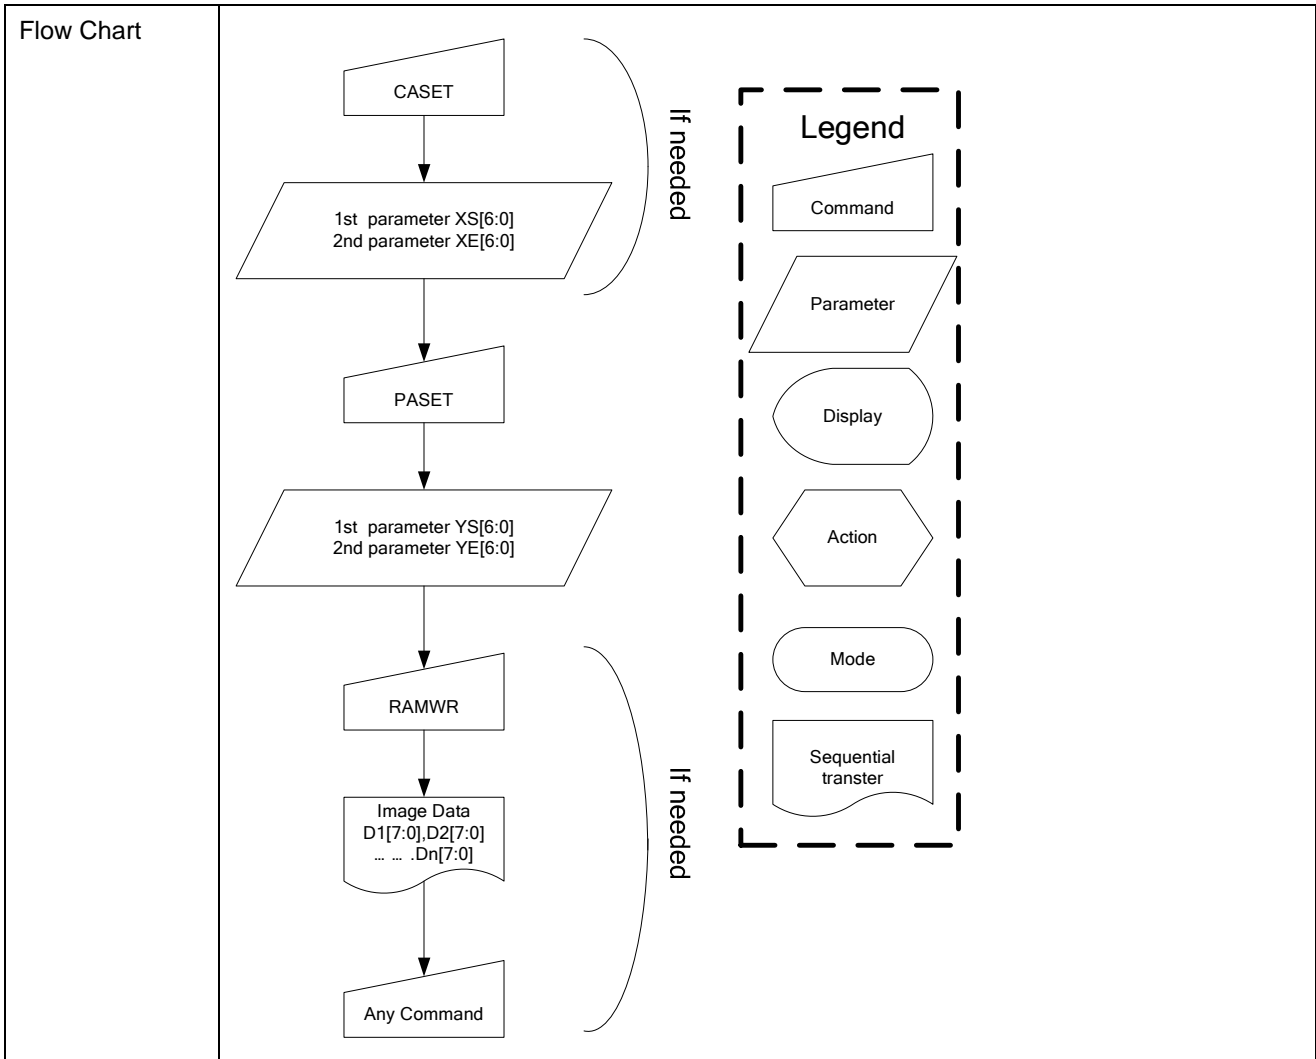 Flow Chart
CASET
1st parameter XS[6:0]
2nd parameter XE[6:0]
If needed
PASET
1st parameter YS[6:0]
2nd parameter YE[6:0]
RAMWR
Image Data
D1[7:0],D2[7:0]
... ... .Dn[7:0]
Any Command
If needed
Legend
Command
Parameter
Display
Action
Mode
Sequential
transter